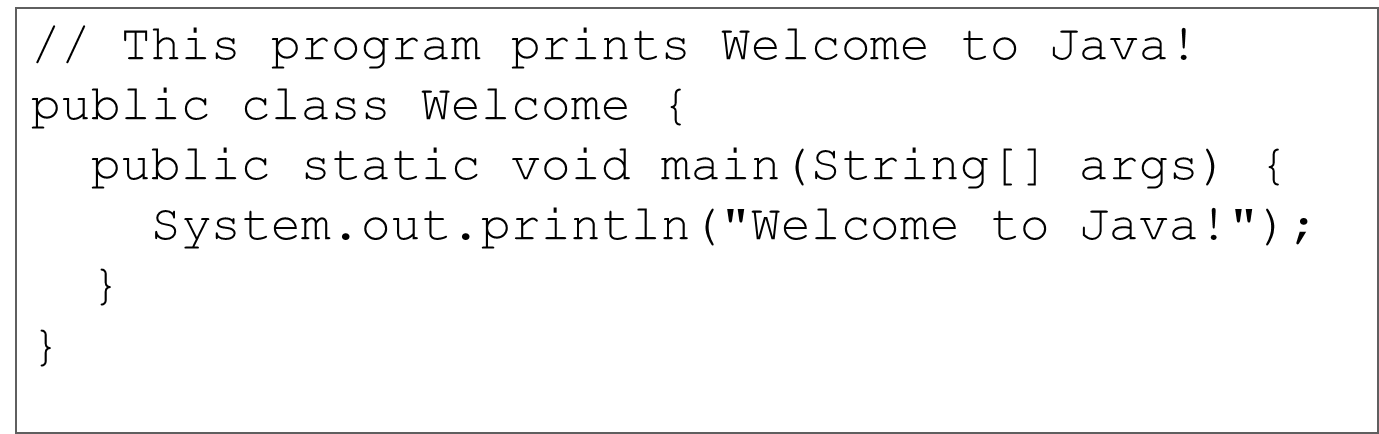 // This program prints Welcome to Java!
public class Welcome {
  public static void main(String[] args) {
    System.out.println("Welcome to Java!");
  }
}